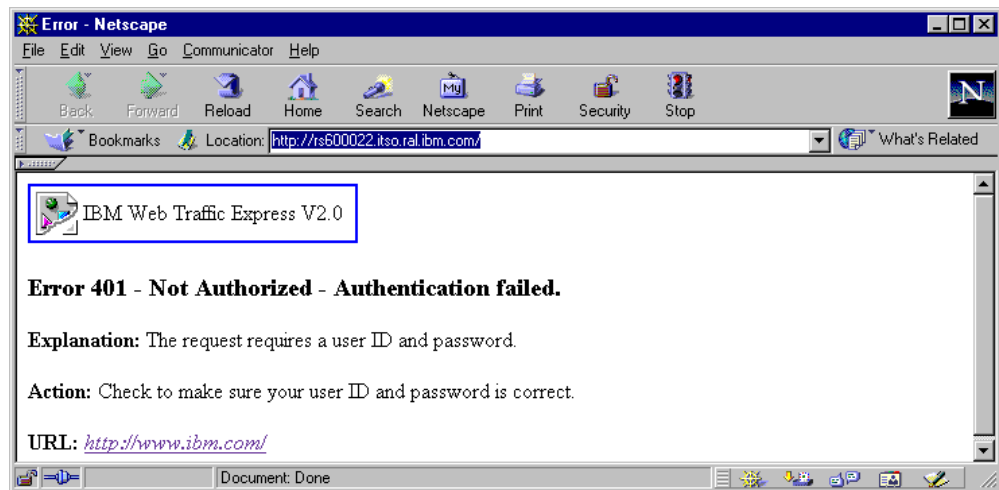 Error - Netscape
File Edit View Go Communicator Help
Back Forward Reload Home Search My Netscape Print Security Stop
N
Bookmarks Location: http://rs600022.itso.ral.ibm.com/ What's Related
IBM Web Traffic Express V2.0
Error 401 - Not Authorized - Authentication failed.
Explanation: The request requires a user ID and password.
Action: Check to make sure your user ID and password is correct.
URL: http://www.ibm.com/
Document: Done